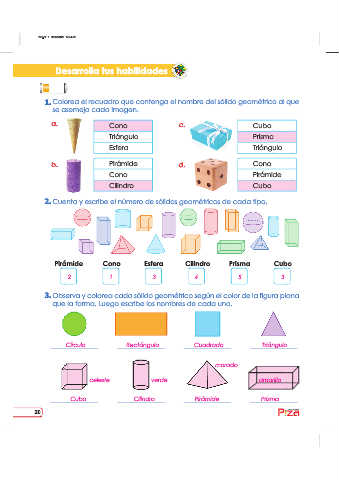 Desarrolla tus habilidades
1. Colorea el recuadro que contenga el nombre del sólido geométrico al que
se asemeja cada imagen.
a.
Cono
Triángulo
Esfera
c.
Cubo
Prisma
Triángulo
b.
Pirámide
Cono
Cilindro
d.
Cono
Pirámide
Cubo
2. Cuenta y escribe el número de sólidos geométricos de cada tipo.
Pirámide Cono Esfera Cilindro Prisma Cubo
2 1 3 4 5 3
3. Observa y colorea cada sólido geométrico según el color de la figura plana
que la forma. Luego escribe los nombres de cada uno.
Círculo Rectángulo Cuadrado Triángulo
morado
celeste verde amarillo
Cubo Cilindro Pirámide Prisma
20